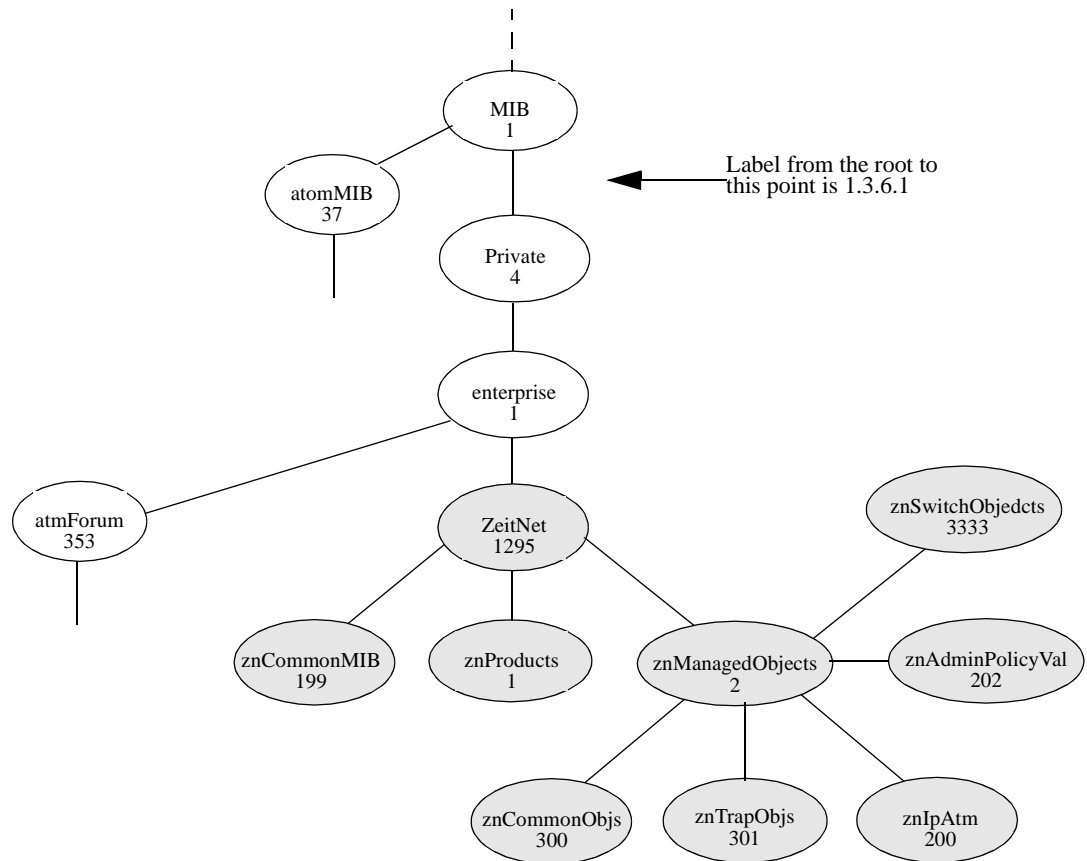 MIB
1
Label from the root to
this point is 1.3.6.1
atomMIB
37
Private
4
enterprise
1
atmForum
353
ZeitNet
1295
znSwitchObjedcts
3333
znCommonMIB
199
znProducts
1
znManagedObjects
2
znAdminPolicyVal
202
znCommonObjs
300
znTrapObjs
301
znIpAtm
200